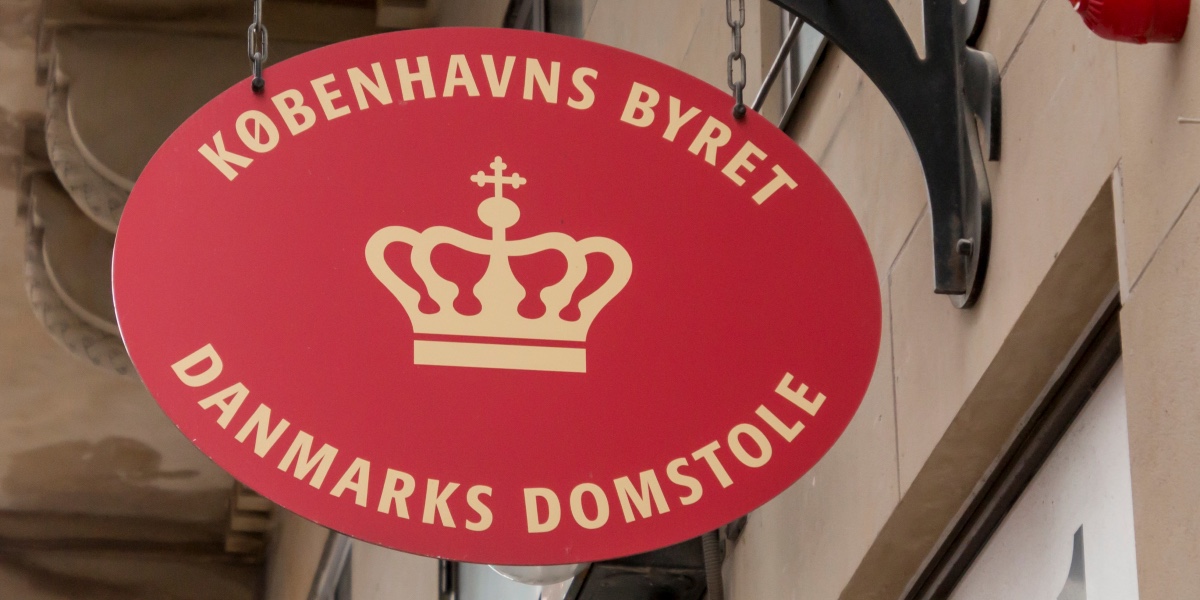 KØBENHAVNS BYRET
DANMARKS DOMSTOLE